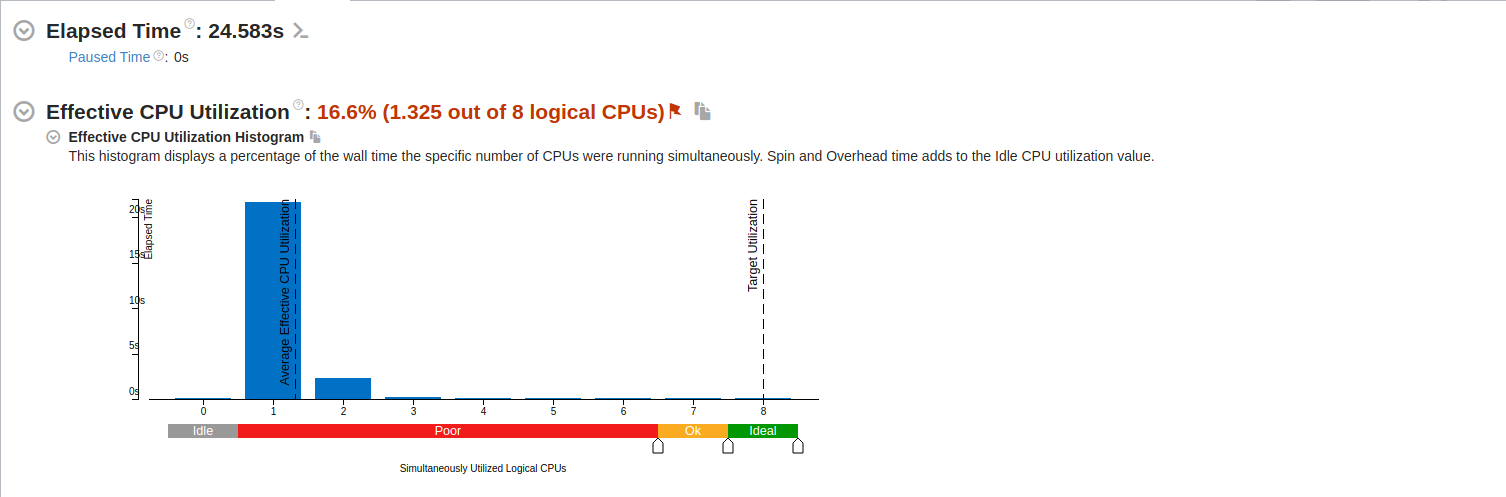 Elapsed Time ? : 24.583s
Paused Time ? : 0s
Effective CPU Utilization ? : 16.6% (1.325 out of 8 logical CPUs)
Effective CPU Utilization Histogram
This histogram displays a percentage of the wall time the specific number of CPUs were running simultaneously. Spin and Overhead time adds to the Idle CPU utilization value.
Elapsed Time
20s
15s
10s
5s
0s
Average Effective CPU Utilization
Target Utilization
0 1 2 3 4 5 6 7 8
Idle Poor Ok Ideal
Simultaneously Utilized Logical CPUs